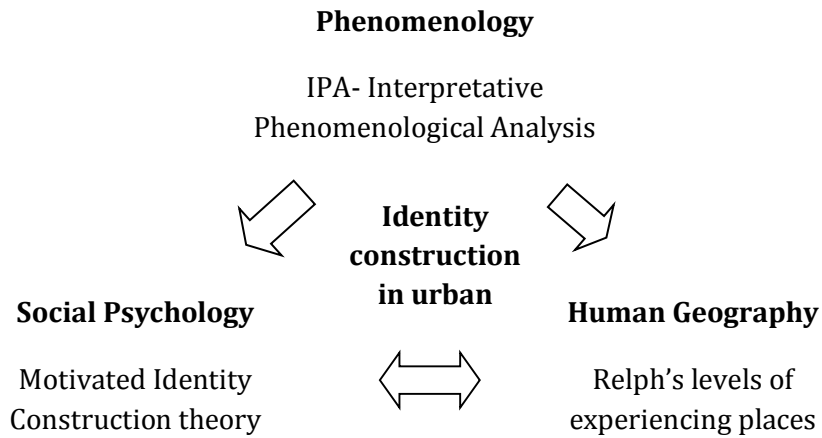 Phenomenology
IPA- Interpretative
Phenomenological Analysis
Identity
construction
in urban
Social Psychology
Motivated Identity
Construction theory
Human Geography
Relph's levels of
experiencing places